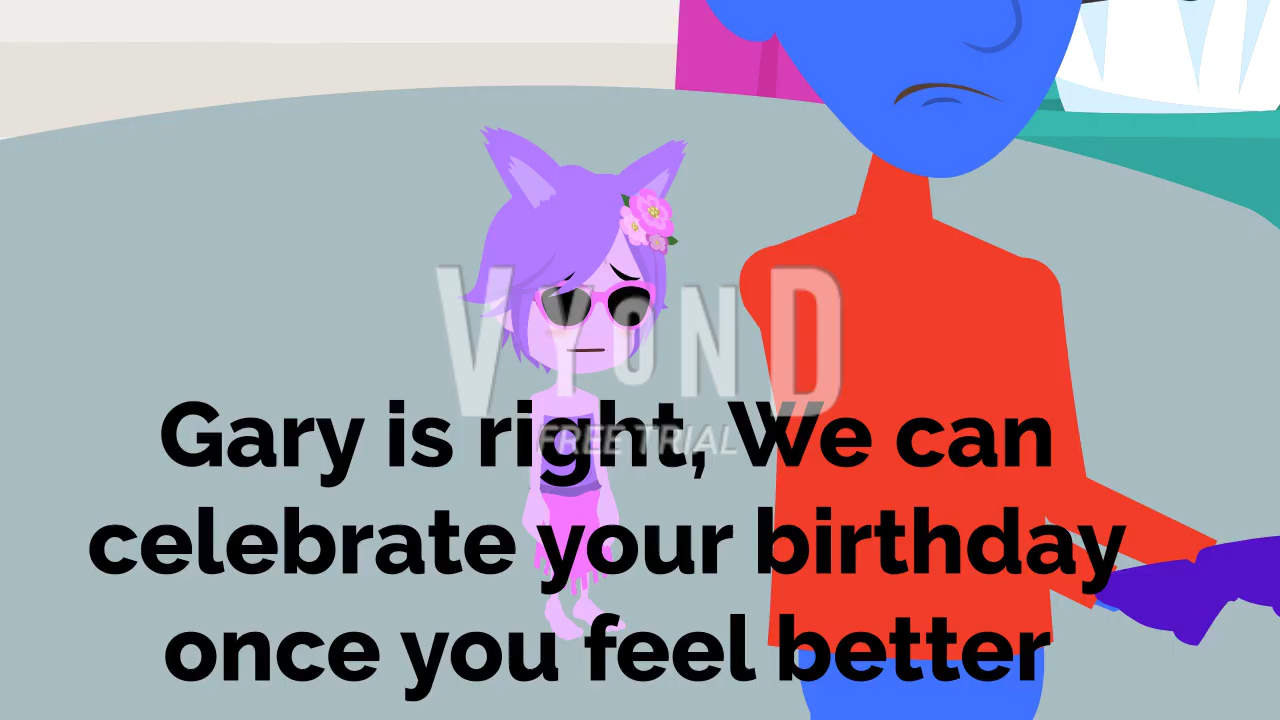 VYOND
FREE TRIAL
Gary is right, We can
celebrate your birthday
once you feel better